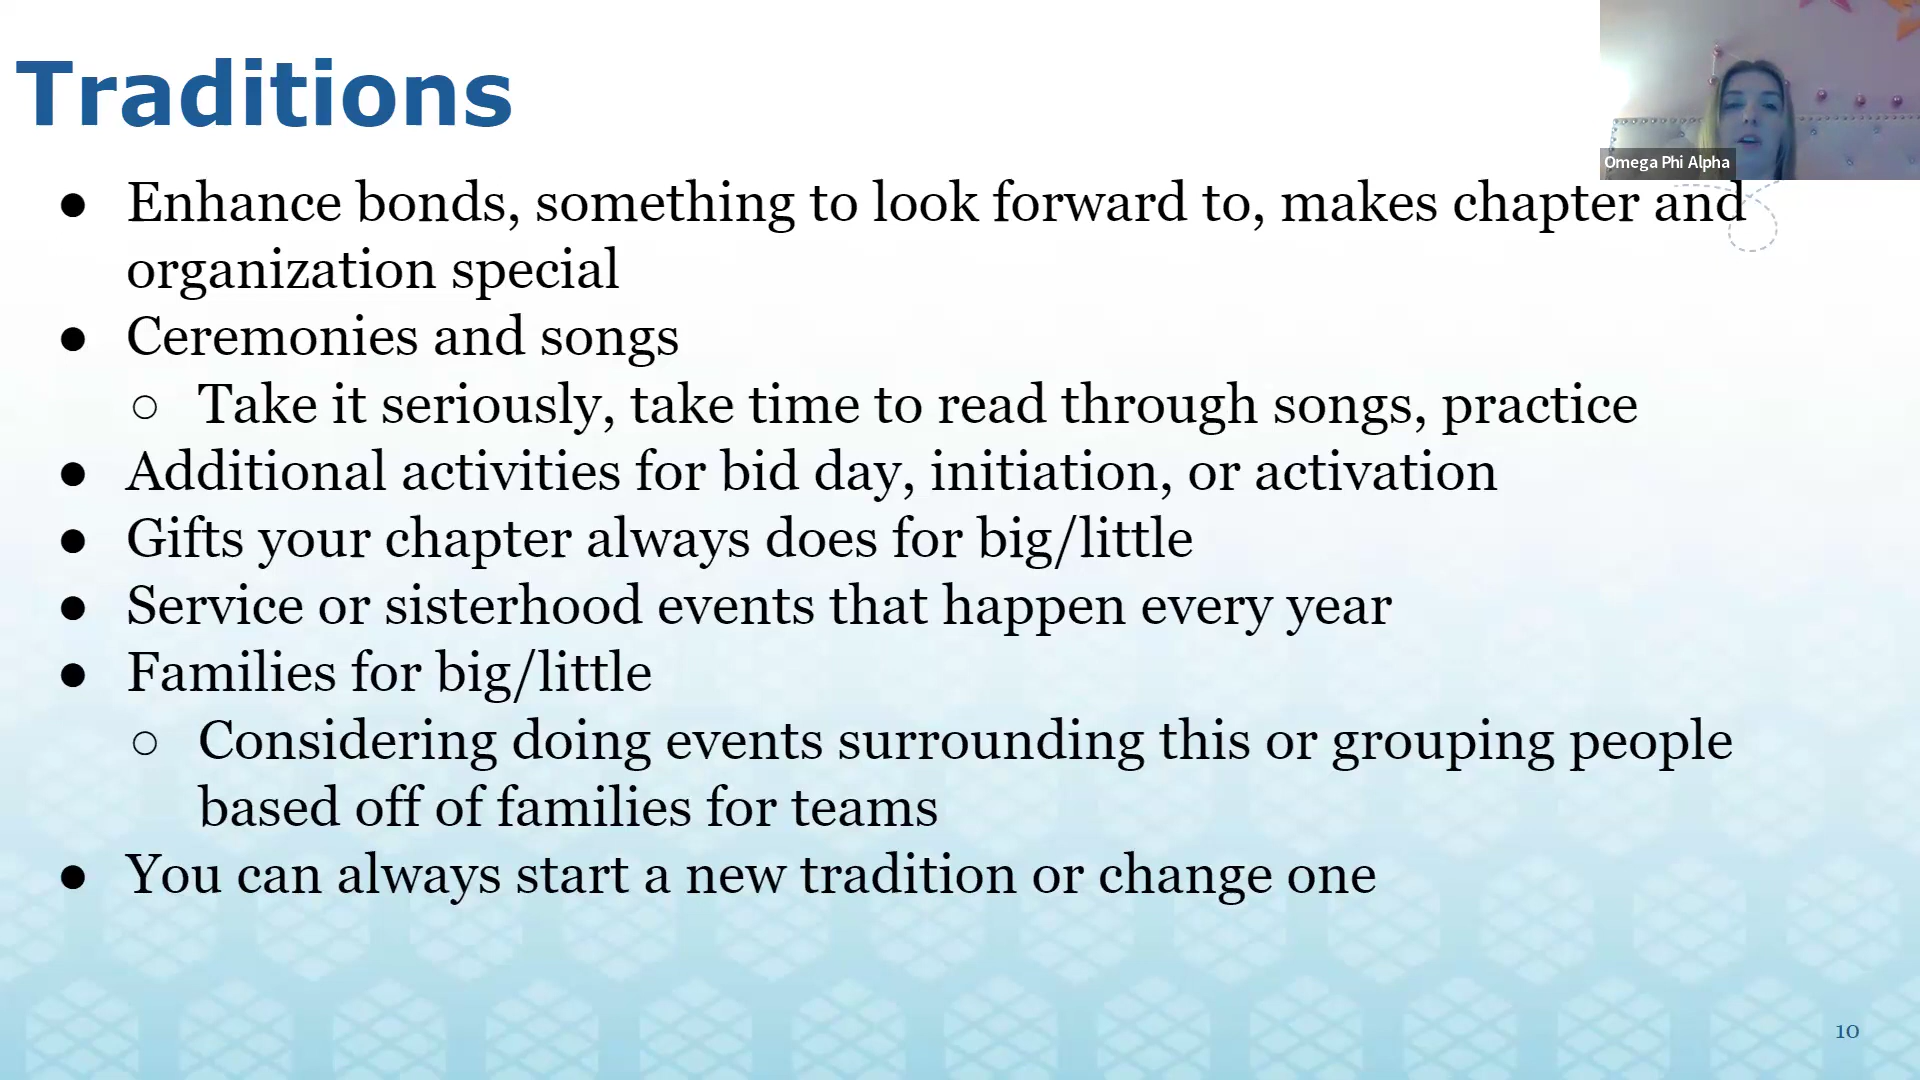 Traditions
Omega Phi Alpha
● Enhance bonds, something to look forward to, makes chapter and
organization special
● Ceremonies and songs
○ Take it seriously, take time to read through songs, practice
● Additional activities for bid day, initiation, or activation
● Gifts your chapter always does for big/little
● Service or sisterhood events that happen every year
● Families for big/little
○ Considering doing events surrounding this or grouping people
based off of families for teams
● You can always start a new tradition or change one
10